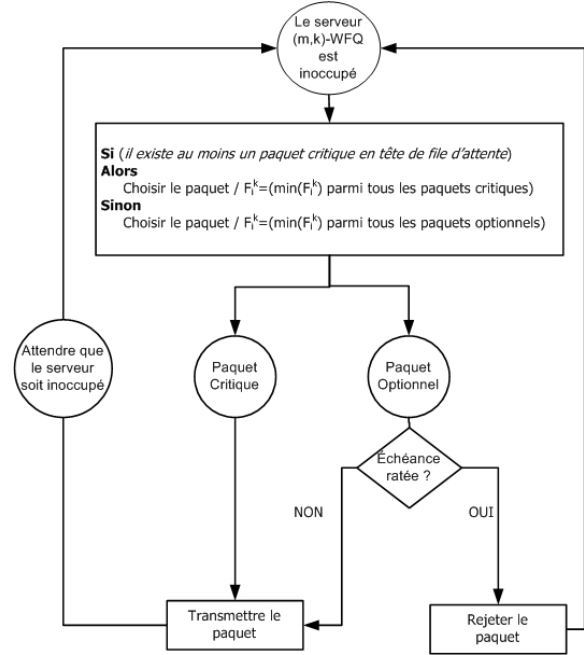 Le serveur
(m,k)-WFQ
est
inoccupé
Si (il existe au moins un paquet critique en tête de file d'attente)
Alors
Choisir le paquet / Fᵢᵏ=(min(Fᵢᵏ) parmi tous les paquets critiques)
Sinon
Choisir le paquet / Fᵢᵏ=(min(Fᵢᵏ) parmi tous les paquets optionnels)
Attendre que
le serveur
soit inoccupé
Paquet
Critique
Paquet
Optionnel
Échéance
ratée ?
NON
OUI
Transmettre le
paquet
Rejeter le
paquet